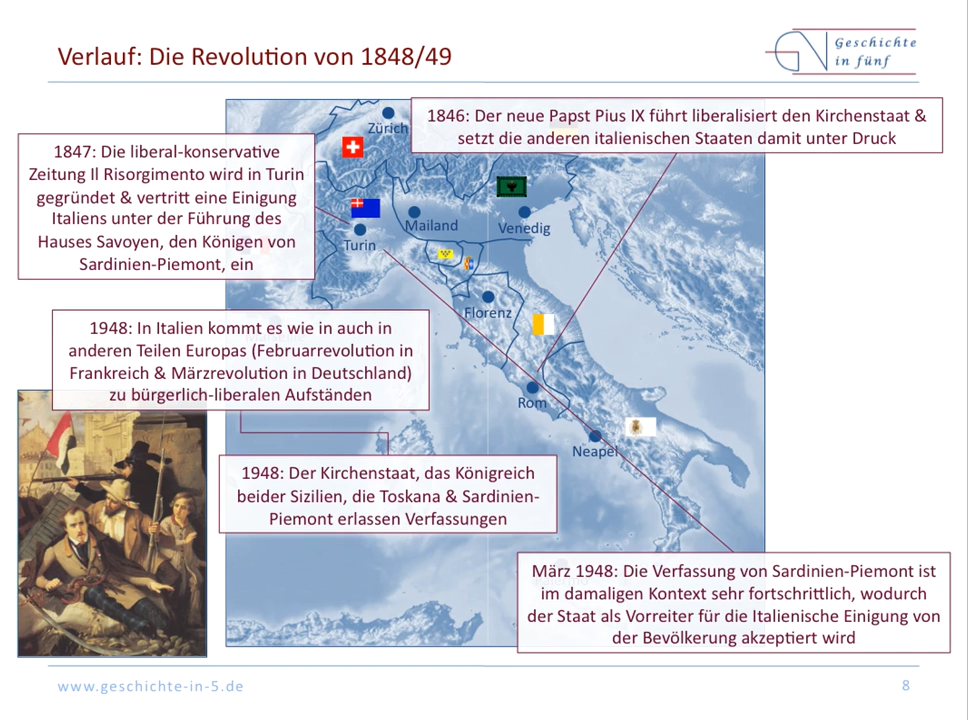 Verlauf: Die Revolution von 1848/49
Geschichte
in fünf
1846: Der neue Papst Pius IX führt liberalisiert den Kirchenstaat &
setzt die anderen italienischen Staaten damit unter Druck
1847: Die liberal-konservative
Zeitung Il Risorgimento wird in Turin
gegründet & vertritt eine Einigung
Italiens unter der Führung des
Hauses Savoyen, den Königen von
Sardinien-Piemont, ein
Zürich
Mailand
Venedig
Turin
Florenz
Rom
Neapel
1948: In Italien kommt es wie in auch in
anderen Teilen Europas (Februarrevolution in
Frankreich & Märzrevolution in Deutschland)
zu bürgerlich-liberalen Aufständen
1948: Der Kirchenstaat, das Königreich
beider Sizilien, die Toskana & Sardinien-
Piemont erlassen Verfassungen
März 1948: Die Verfassung von Sardinien-Piemont ist
im damaligen Kontext sehr fortschrittlich, wodurch
der Staat als Vorreiter für die Italienische Einigung von
der Bevölkerung akzeptiert wird
www.geschichte-in-5.de
8